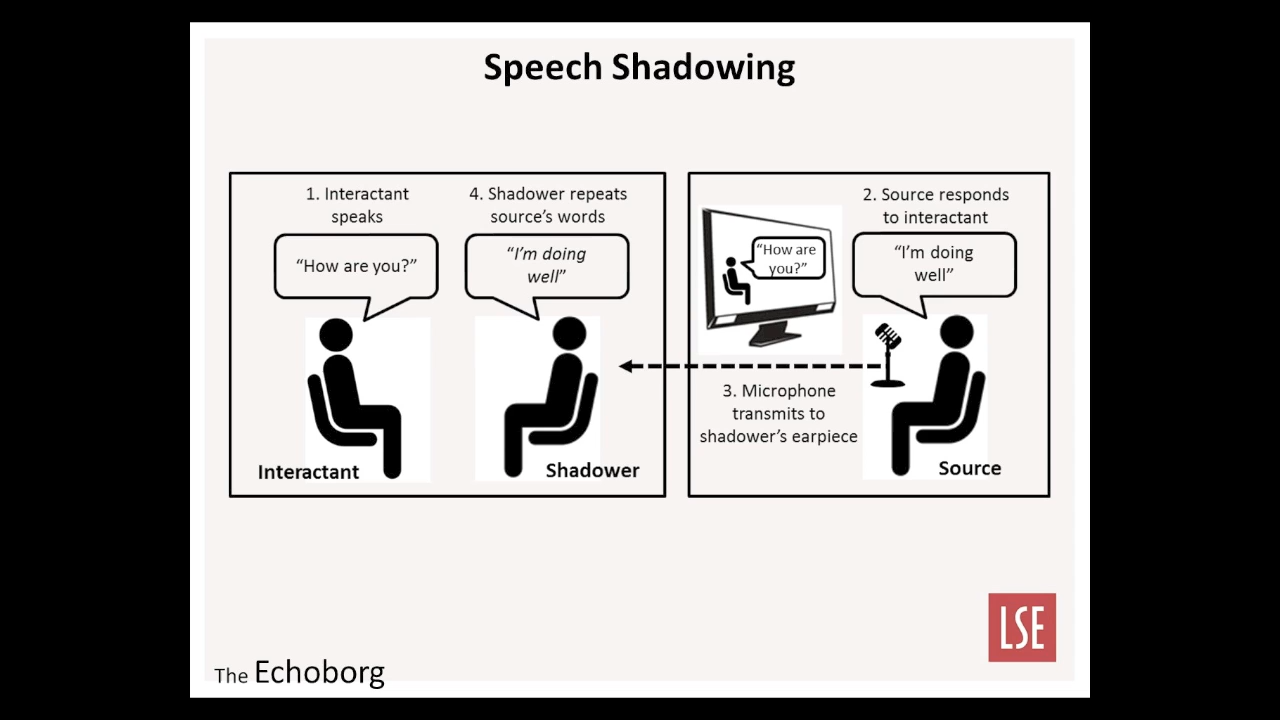 Speech Shadowing
1. Interactant
speaks
“How are you?”
4. Shadower repeats
source’s words
“I’m doing
well”
Interactant
Shadower
“How are
you?”
2. Source responds
to interactant
“I’m doing
well”
3. Microphone
transmits to
shadower’s earpiece
Source
LSE
The Echoborg